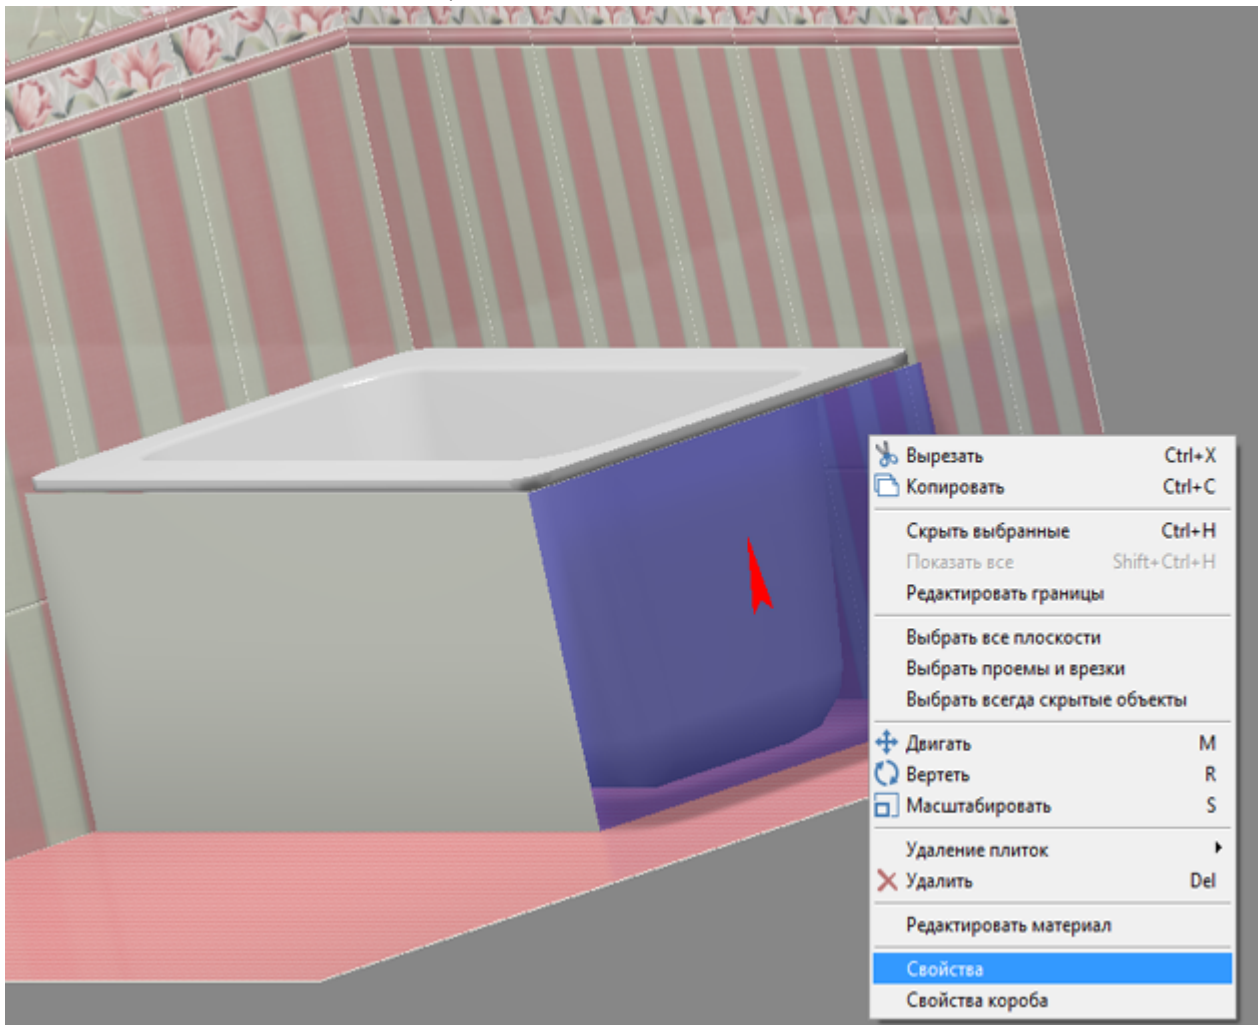 Вырезать Ctrl+X
Копировать Ctrl+C
Скрыть выбранные Ctrl+H
Показать все Shift+Ctrl+H
Редактировать границы
Выбрать все плоскости
Выбрать проемы и врезки
Выбрать всегда скрытые объекты
Двигать M
Вертеть R
Масштабировать S
Удаление плиток
Удалить Del
Редактировать материал
Свойства
Свойства короба